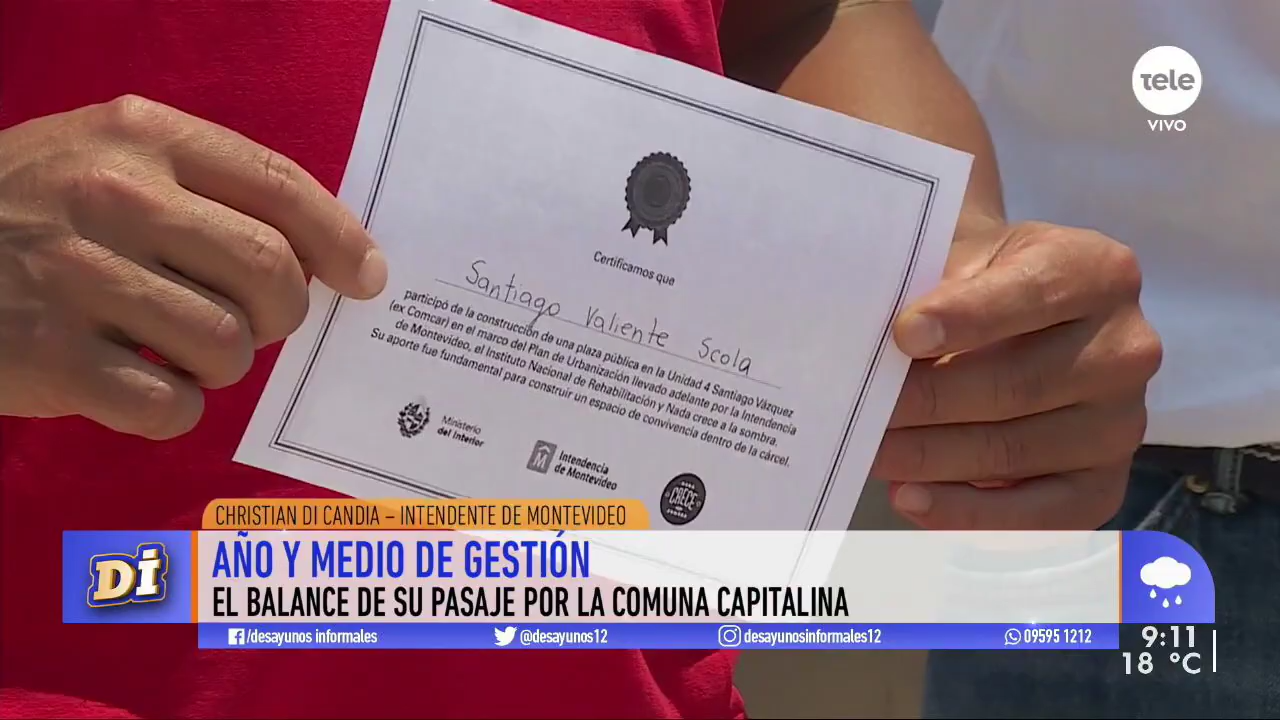 tele
VIVO
Certificamos que
Santiago Valiente Scola
participó de la construcción de una plaza pública en la Unidad 4 Santiago Vázquez
(ex Comcar) en el marco del Plan de Urbanización llevado adelante por la Intendencia
de Montevideo, el Instituto Nacional de Rehabilitación y Nada crece a la sombra.
Su aporte fue fundamental para construir un espacio de convivencia dentro de la cárcel.
Ministerio
del Interior
Intendencia
de Montevideo
NADA
CRECE
A LA SOMBRA
CHRISTIAN DI CANDIA – INTENDENTE DE MONTEVIDEO
DI
AÑO Y MEDIO DE GESTIÓN
EL BALANCE DE SU PASAJE POR LA COMUNA CAPITALINA
/desayunos informales
@desayunos12
desayunosinformales12
09595 1212
9:11
18 °C